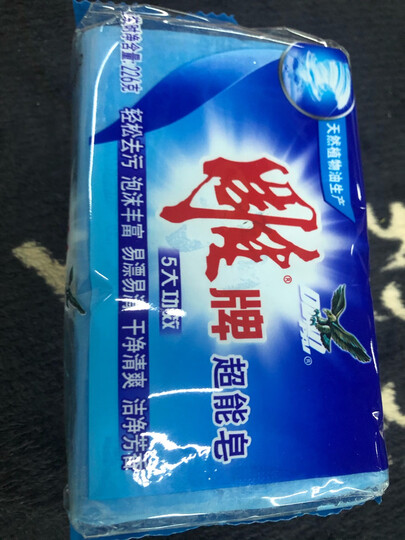 天然植物油生产
雕牌®
超能皂
5大功效
轻松去污 泡沫丰富 易漂易清 干净清爽 洁净芳香
净含量:226克